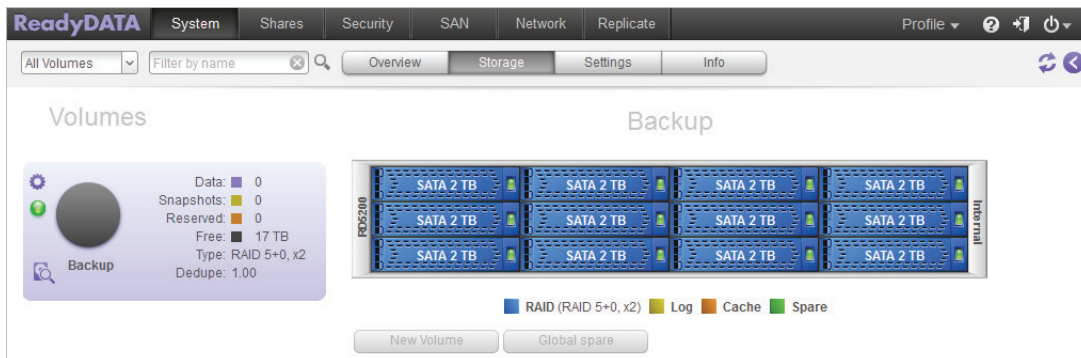 ReadyDATA System Shares Security SAN Network Replicate Profile
All Volumes Filter by name Overview Storage Settings Info
Volumes
Backup
Data: 0
Snapshots: 0
Reserved: 0
Free: 17 TB
Type: RAID 5+0, x2
Dedupe: 1.00
Backup
RD5200
SATA 2 TB SATA 2 TB SATA 2 TB SATA 2 TB
SATA 2 TB SATA 2 TB SATA 2 TB SATA 2 TB
SATA 2 TB SATA 2 TB SATA 2 TB SATA 2 TB
Internal
RAID (RAID 5+0, x2) Log Cache Spare
New Volume Global spare